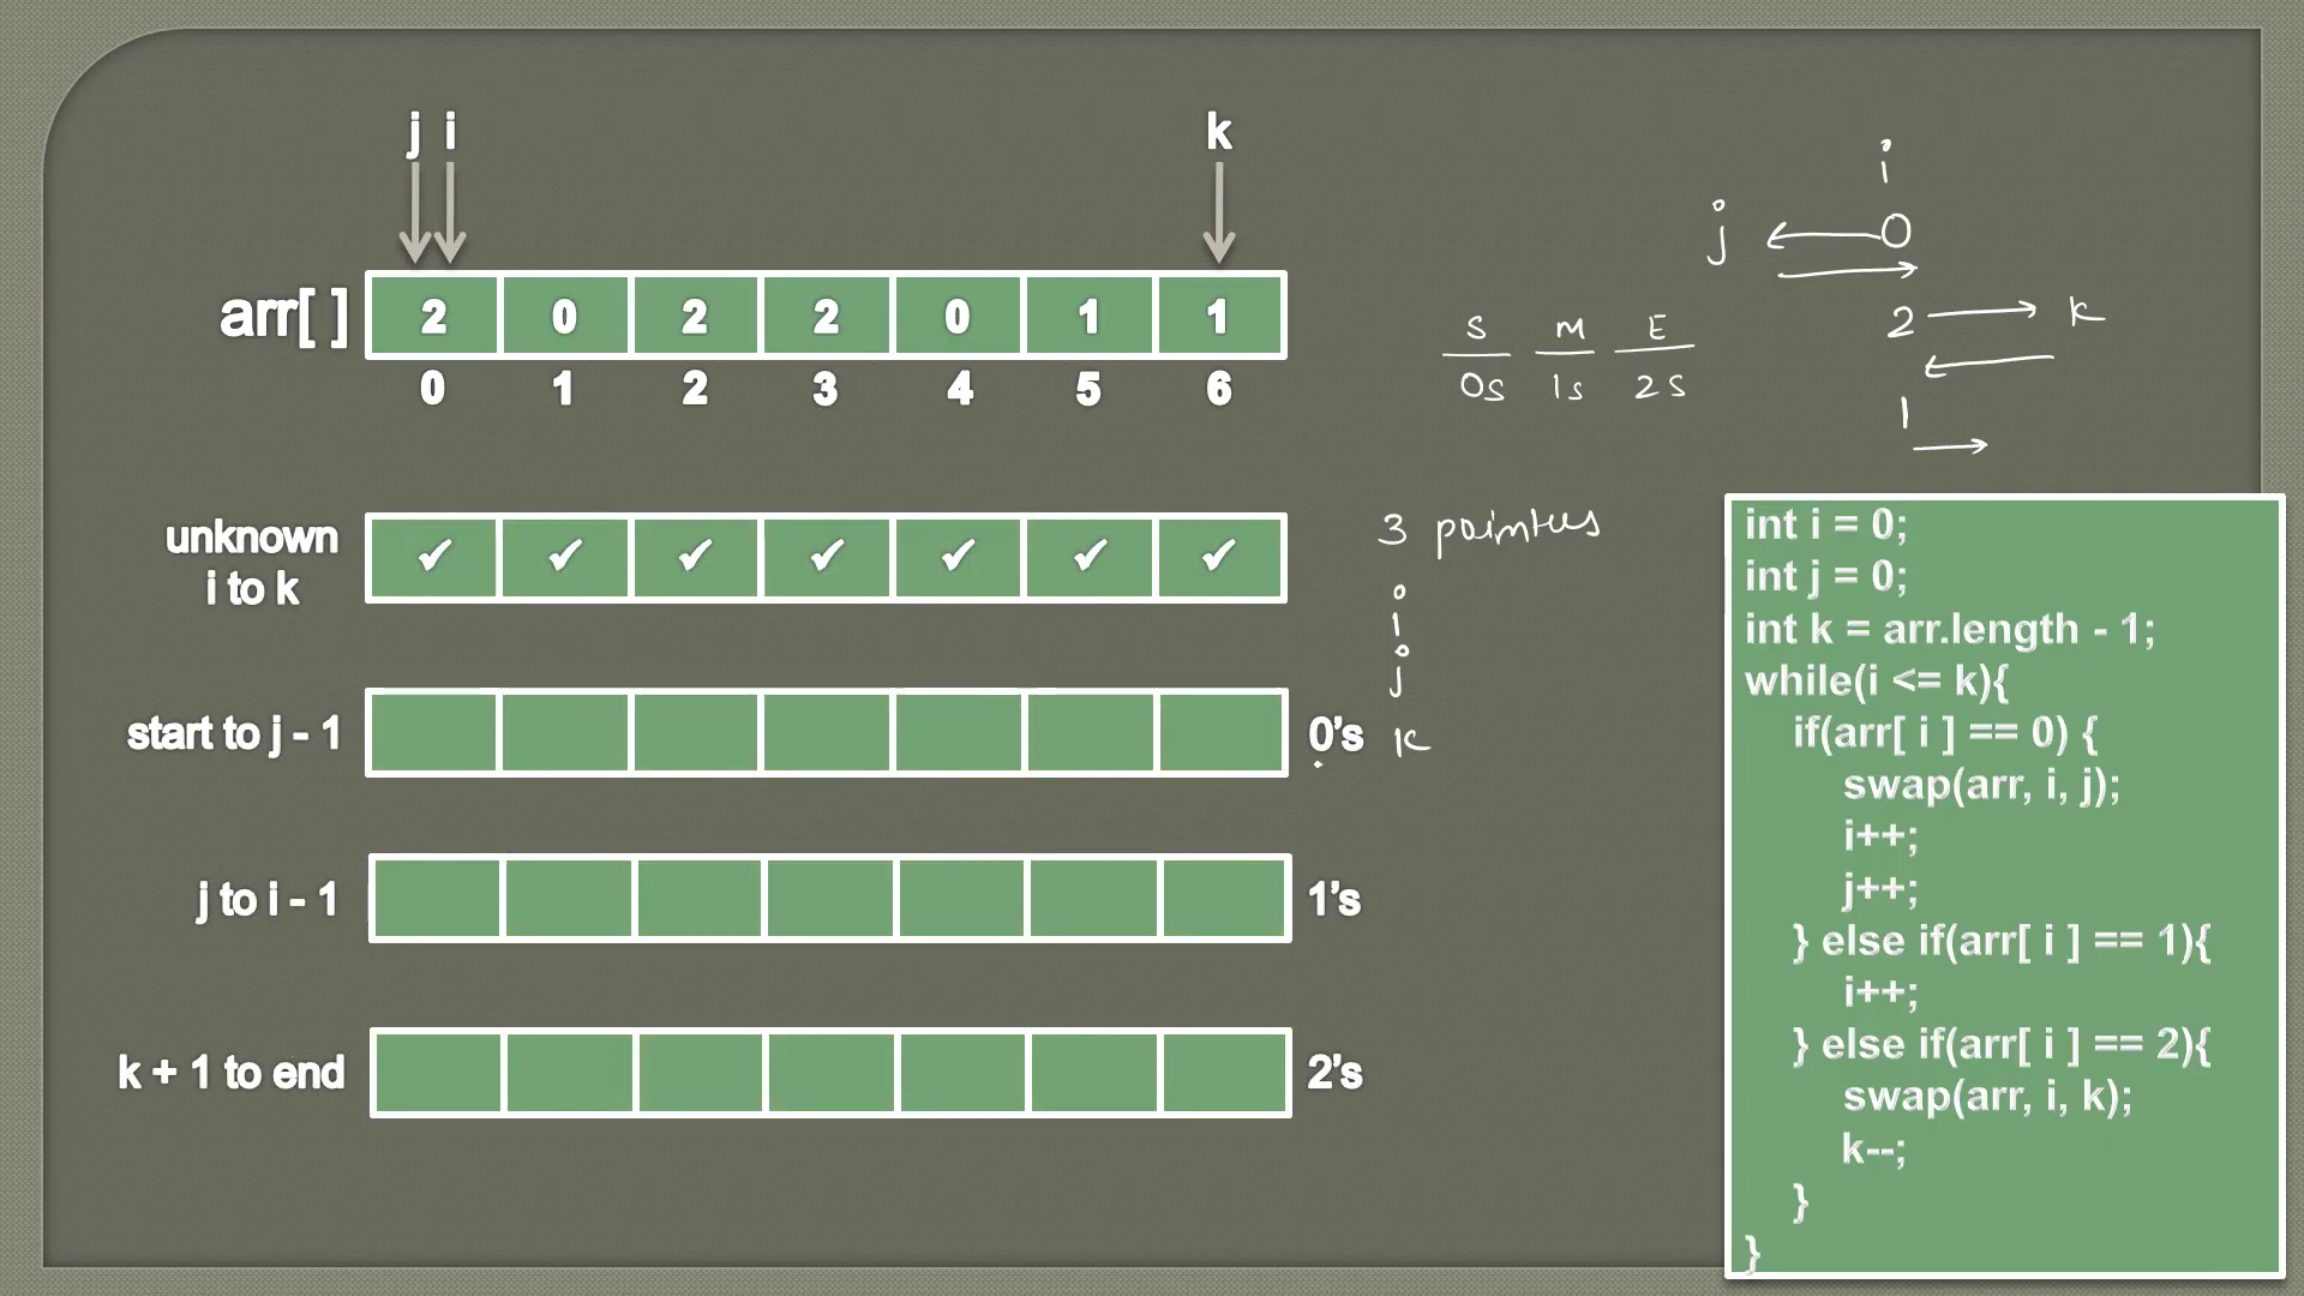 j i k
arr[ ] 2 0 2 2 0 1 1
0 1 2 3 4 5 6
unknown
i to k
✓ ✓ ✓ ✓ ✓ ✓ ✓
start to j - 1 0's
j to i - 1 1's
k + 1 to end 2's
S M E
0s 1s 2s
3 pointers
i
j
k
i
j 0
2 k
1
int i = 0;
int j = 0;
int k = arr.length - 1;
while(i <= k){
if(arr[ i ] == 0) {
swap(arr, i, j);
i++;
j++;
} else if(arr[ i ] == 1){
i++;
} else if(arr[ i ] == 2){
swap(arr, i, k);
k--;
}
}